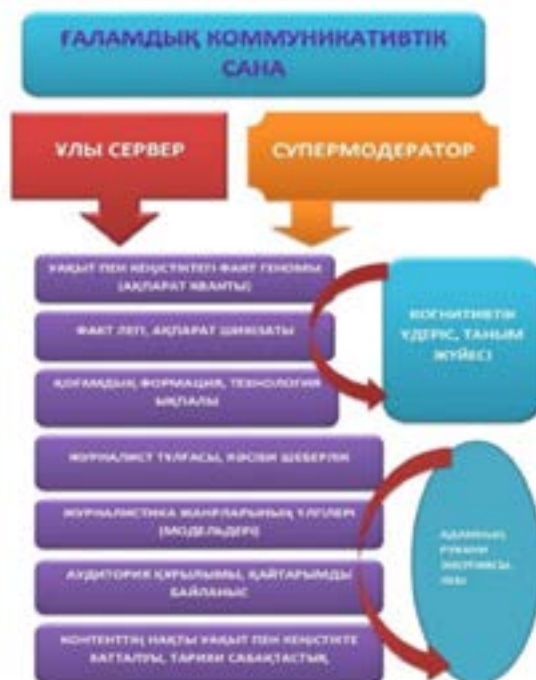 ҒАЛАМДЫҚ КОММУНИКАТИВТІК
САНА
ҰЛЫ СЕРВЕР
СУПЕРМОДЕРАТОР
УАҚЫТ ПЕН КЕҢІСТІКТЕГІ ФАКТ ГЕНОМЫ
(АҚПАРАТ КВАНТЫ)
ФАКТ ЛЕГІ, АҚПАРАТ ШИКІЗАТЫ
ҚОҒАМДЫҚ ФОРМАЦИЯ, ТЕХНОЛОГИЯ
ЫҚПАЛЫ
КОГНИТИВТІК
ҮДЕРІС, ТАНЫМ
ЖҮЙЕСІ
ЖУРНАЛИСТ ТҰЛҒАСЫ, КӘСІБИ ШЕБЕРЛІК
ЖУРНАЛИСТИКА ЖАНРЛАРЫНЫҢ ҮЛГІЛЕРІ
(МОДЕЛЬДЕРІ)
АУДИТОРИЯ ҚҰРЫЛЫМЫ, ҚАЙТАРЫМДЫ
БАЙЛАНЫС
КОНТЕНТТІҢ НАҚТЫ УАҚЫТ ПЕН КЕҢІСТІКТЕ
ХАТТАЛУЫ, ТАРИХИ САБАҚТАСТЫҚ
АДАМНЫҢ
РУХАНИ